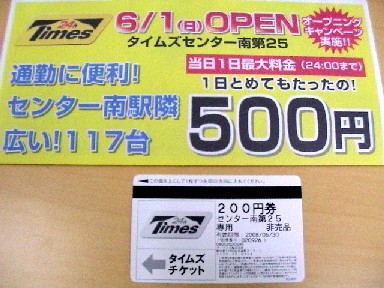 24h
Times
6/1(日)OPEN
タイムズセンター南第25
オープニング
キャンペーン
実施!!
通勤に便利!
センター南駅隣
広い!117台
当日1日最大料金(24:00まで)
1日とめてもたったの!
500円
24h
Times
200円券
センター南第25
専用 非売品
タイムズ
チケット